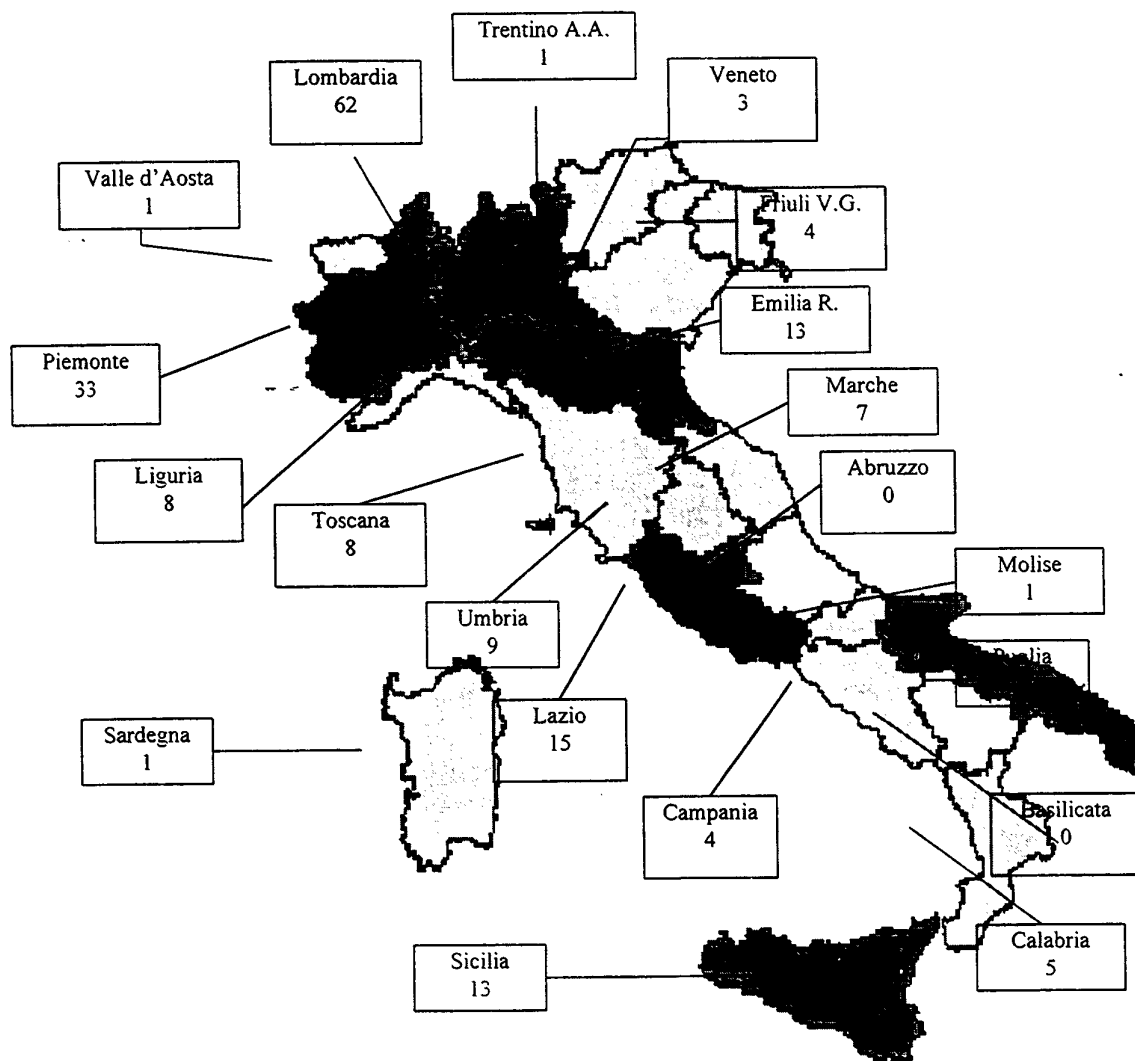 Trentino A.A.
1
Lombardia
62
Veneto
3
Valle d'Aosta
1
Friuli V.G.
4
Emilia R.
13
Piemonte
33
Marche
7
Liguria
8
Toscana
8
Abruzzo
0
Molise
1
Umbria
9
Puglia
Lazio
15
Sardegna
1
Campania
4
Basilicata
0
Calabria
5
Sicilia
13